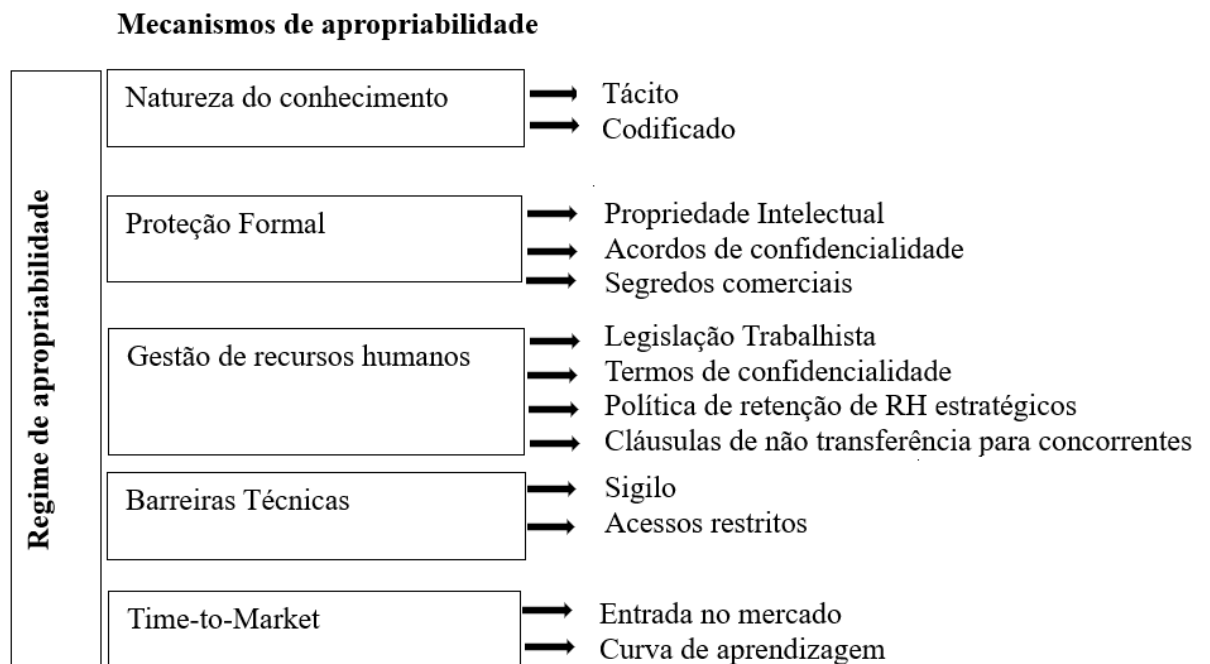 Mecanismos de apropriabilidade
Regime de apropriabilidade
Natureza do conhecimento
Tácito
Codificado
Proteção Formal
Propriedade Intelectual
Acordos de confidencialidade
Segredos comerciais
Gestão de recursos humanos
Legislação Trabalhista
Termos de confidencialidade
Política de retenção de RH estratégicos
Cláusulas de não transferência para concorrentes
Barreiras Técnicas
Sigilo
Acessos restritos
Time-to-Market
Entrada no mercado
Curva de aprendizagem